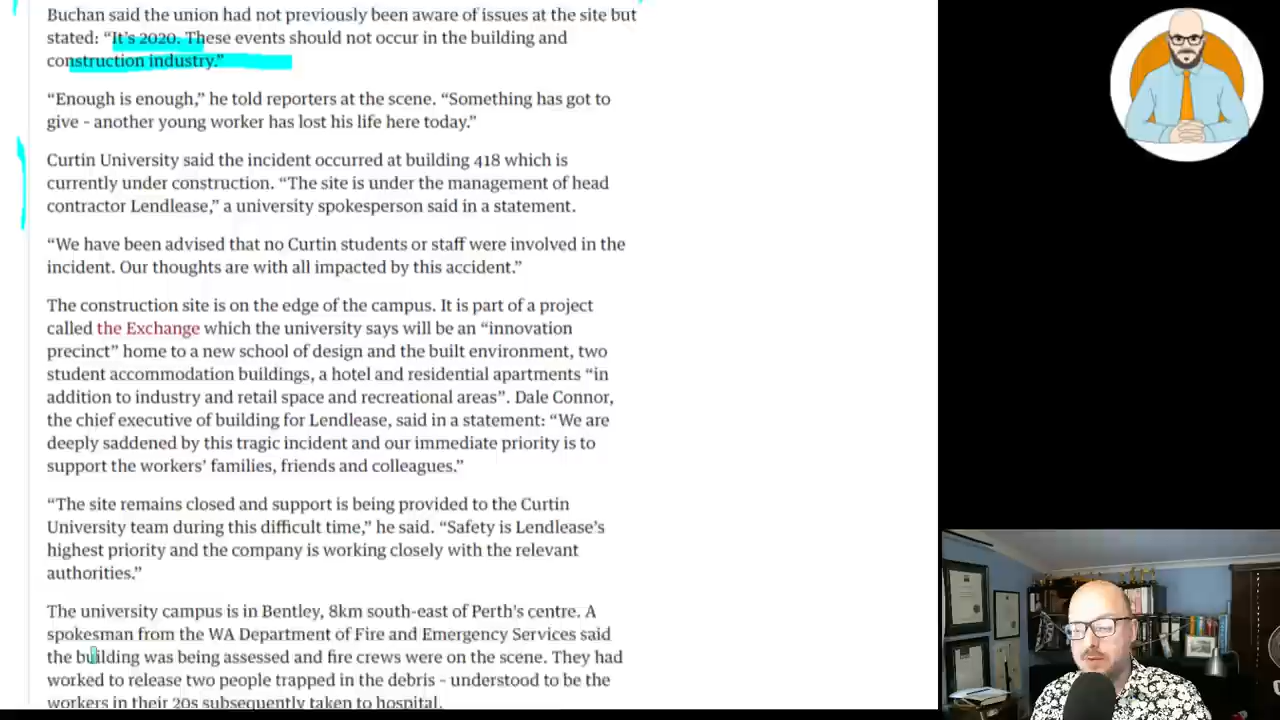 Buchan said the union had not previously been aware of issues at the site but
stated: “It’s 2020. These events should not occur in the building and
construction industry.”
“Enough is enough,” he told reporters at the scene. “Something has got to
give – another young worker has lost his life here today.”
Curtin University said the incident occurred at building 418 which is
currently under construction. “The site is under the management of head
contractor Lendlease,” a university spokesperson said in a statement.
“We have been advised that no Curtin students or staff were involved in the
incident. Our thoughts are with all impacted by this accident.”
The construction site is on the edge of the campus. It is part of a project
called the Exchange which the university says will be an “innovation
precinct” home to a new school of design and the built environment, two
student accommodation buildings, a hotel and residential apartments “in
addition to industry and retail space and recreational areas”. Dale Connor,
the chief executive of building for Lendlease, said in a statement: “We are
deeply saddened by this tragic incident and our immediate priority is to
support the workers’ families, friends and colleagues.”
“The site remains closed and support is being provided to the Curtin
University team during this difficult time,” he said. “Safety is Lendlease’s
highest priority and the company is working closely with the relevant
authorities.”
The university campus is in Bentley, 8km south-east of Perth’s centre. A
spokesman from the WA Department of Fire and Emergency Services said
the building was being assessed and fire crews were on the scene. They had
worked to release two people trapped in the debris – understood to be the
workers in their 20s subsequently taken to hospital.